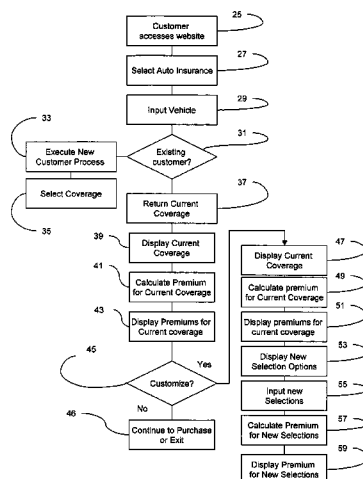 Customer
accesses website
25
Select Auto Insurance
27
Input Vehicle
29
Existing
customer?
31
33
Execute New
Customer Process
Select Coverage
35
Return Current
Coverage
37
39
Display Current
Coverage
41
Calculate Premium
for Current Coverage
43
Display Premiums for
Current coverage
45
Customize?
Yes
No
46
Continue to Purchase
or Exit
Display Current
Coverage
47
Calculate premium
for Current Coverage
49
Display premiums for
current coverage
51
Display New
Selection Options
53
Input new
Selections
55
Calculate Premium
for New Selections
57
Display Premium
for New Selections
59